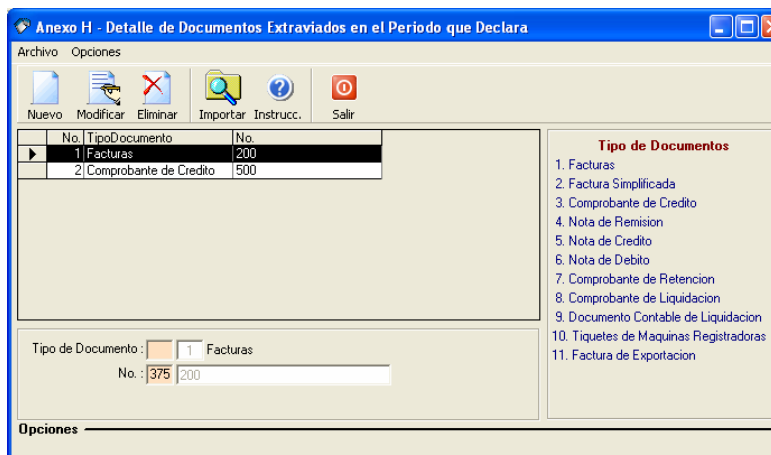 Anexo H - Detalle de Documentos Extraviados en el Periodo que Declara
Archivo Opciones
Nuevo Modificar Eliminar Importar Instrucc. Salir
No. TipoDocumento No.
1 Facturas 200
2 Comprobante de Credito 500
Tipo de Documentos
1. Facturas
2. Factura Simplificada
3. Comprobante de Credito
4. Nota de Remision
5. Nota de Credito
6. Nota de Debito
7. Comprobante de Retencion
8. Comprobante de Liquidacion
9. Documento Contable de Liquidacion
10. Tiquetes de Maquinas Registradoras
11. Factura de Exportacion
Tipo de Documento : 1 Facturas
No. : 375 200
Opciones